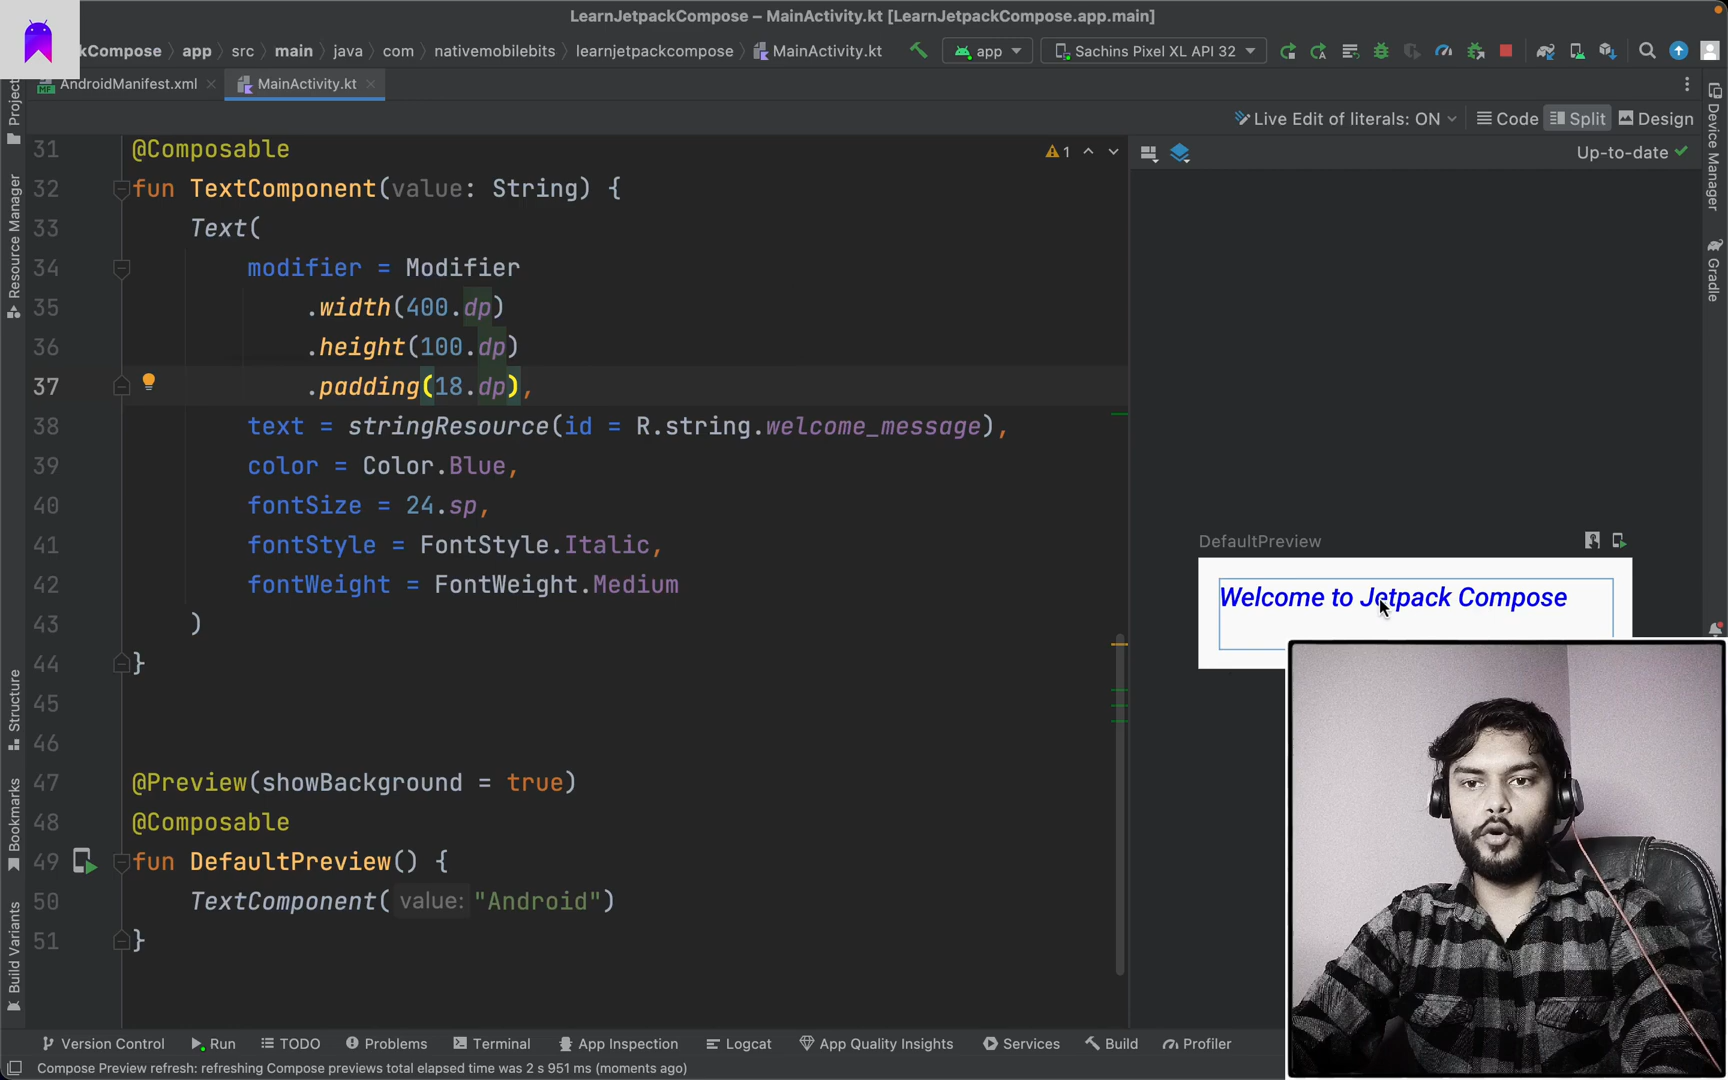 LearnJetpackCompose – MainActivity.kt [LearnJetpackCompose.app.main]
kCompose app src main java com nativemobilebits learnjetpackcompose MainActivity.kt app Sachins Pixel XL API 32
AndroidManifest.xml MainActivity.kt
Live Edit of literals: ON Code Split Design
1 Up-to-date
31 @Composable
32 fun TextComponent(value: String) {
33 Text(
34 modifier = Modifier
35 .width(400.dp)
36 .height(100.dp)
37 .padding(18.dp),
38 text = stringResource(id = R.string.welcome_message),
39 color = Color.Blue,
40 fontSize = 24.sp,
41 fontStyle = FontStyle.Italic,
42 fontWeight = FontWeight.Medium
43 )
44 }
45
46
47 @Preview(showBackground = true)
48 @Composable
49 fun DefaultPreview() {
50 TextComponent( value: "Android")
51 }
DefaultPreview
Welcome to Jetpack Compose
Project
Resource Manager
Structure
Bookmarks
Build Variants
Device Manager
Gradle
Version Control Run TODO Problems Terminal App Inspection Logcat App Quality Insights Services Build Profiler
Compose Preview refresh: refreshing Compose previews total elapsed time was 2 s 951 ms (moments ago)